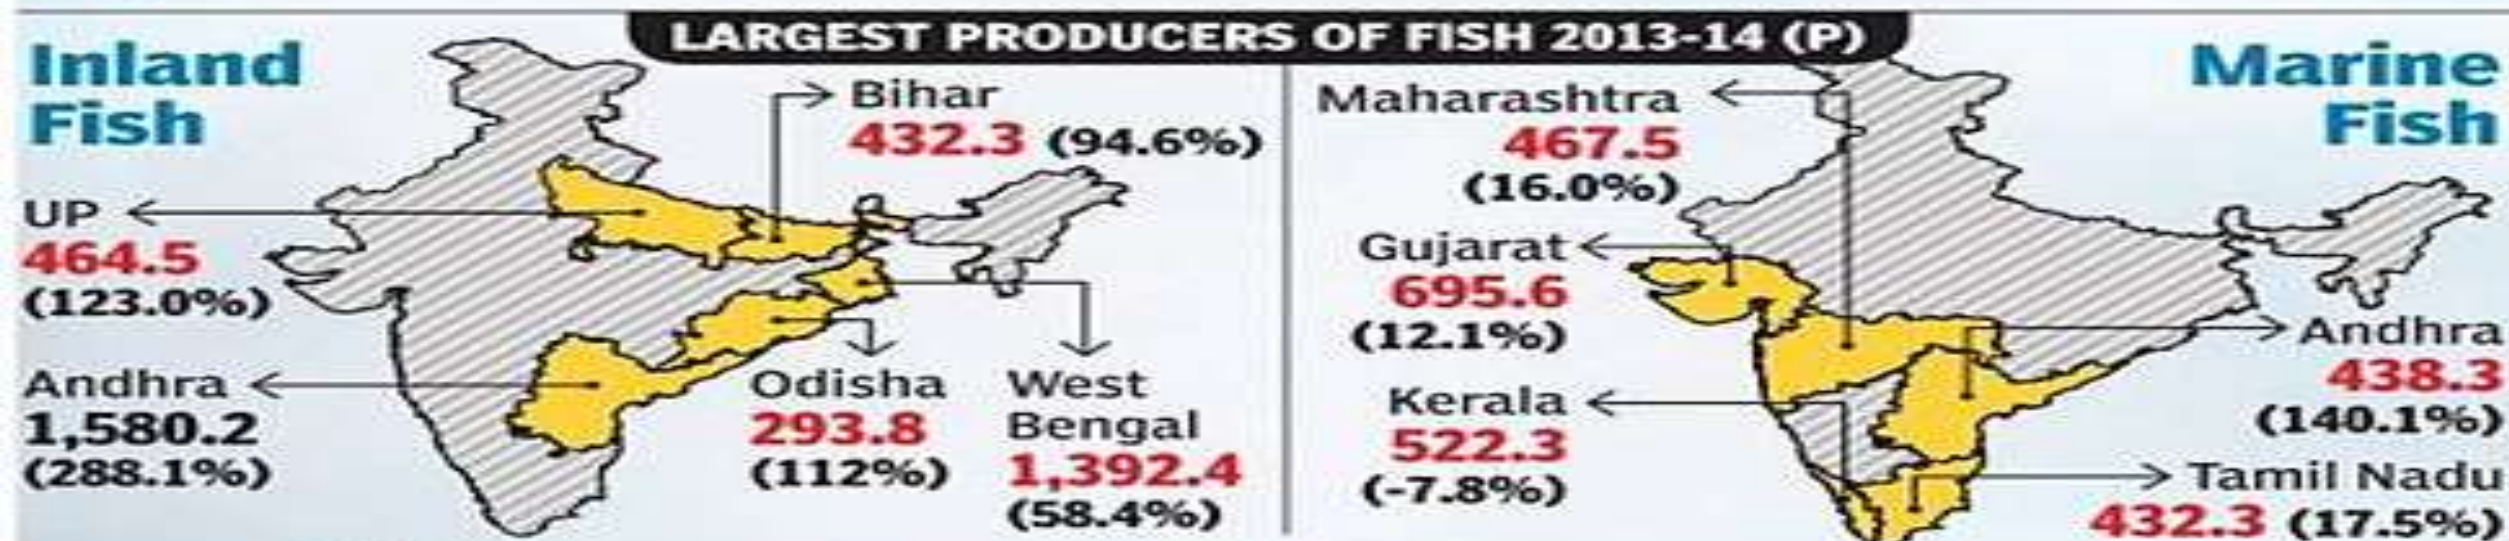 LARGEST PRODUCERS OF FISH 2013-14 (P)
Inland
Fish
Bihar
432.3 (94.6%)
UP
464.5
(123.0%)
Andhra
1,580.2
(288.1%)
Odisha
293.8
(112%)
West
Bengal
1,392.4
(58.4%)
Marine
Fish
Maharashtra
467.5
(16.0%)
Gujarat
695.6
(12.1%)
Kerala
522.3
(-7.8%)
Andhra
438.3
(140.1%)
Tamil Nadu
432.3 (17.5%)